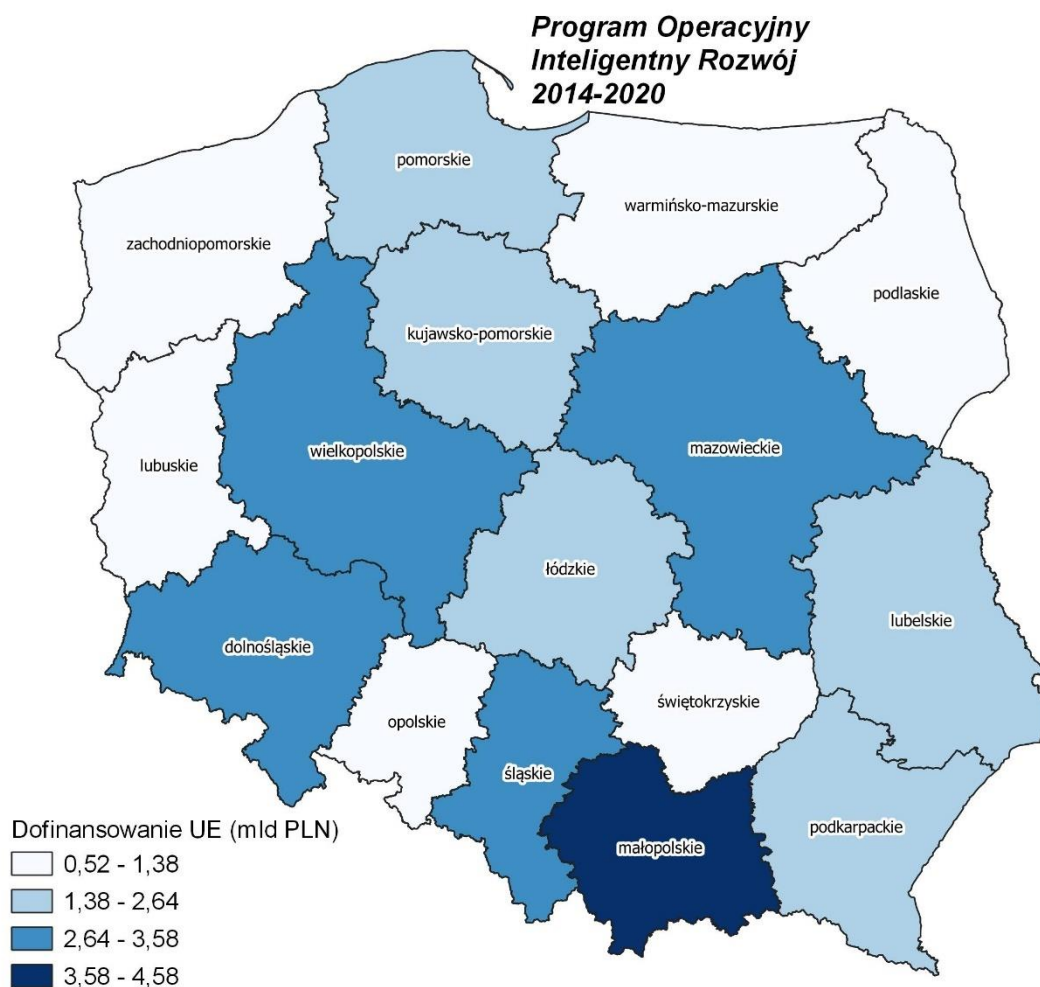 Program Operacyjny
Inteligentny Rozwój
2014-2020
pomorskie
warmińsko-mazurskie
zachodniopomorskie
podlaskie
kujawsko-pomorskie
wielkopolskie
mazowieckie
lubuskie
łódzkie
lubelskie
dolnośląskie
świętokrzyskie
opolskie
śląskie
podkarpackie
małopolskie
Dofinansowanie UE (mld PLN)
0,52 - 1,38
1,38 - 2,64
2,64 - 3,58
3,58 - 4,58